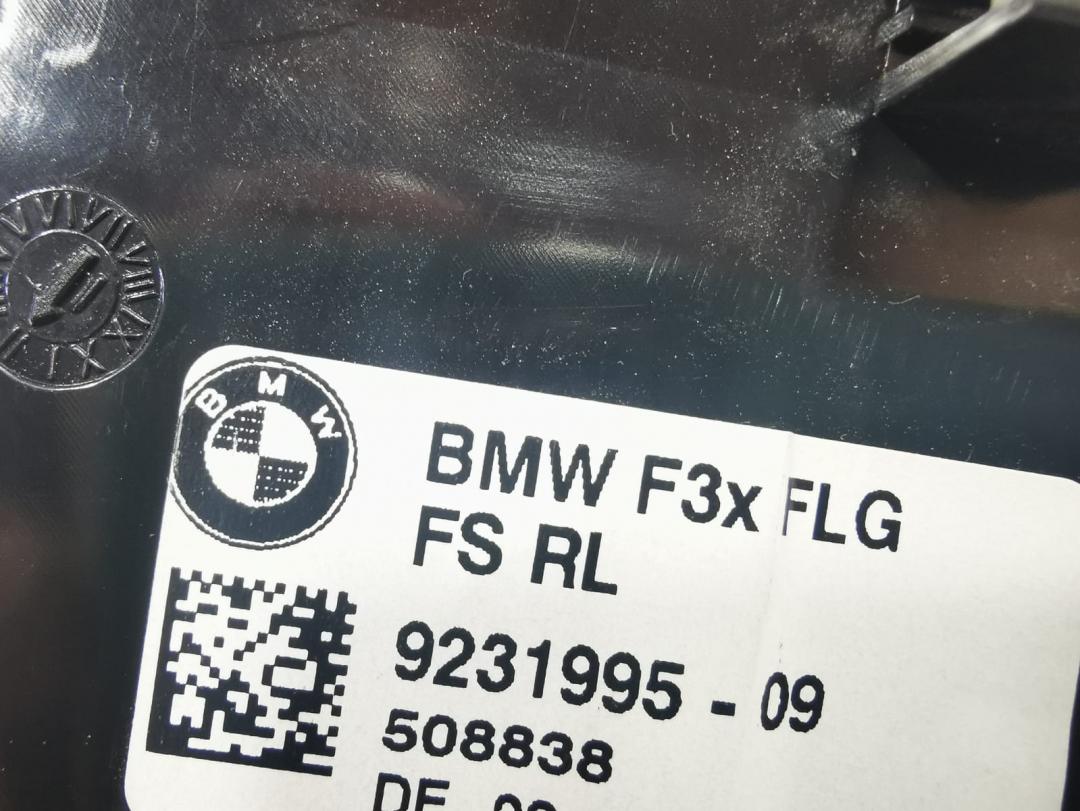 BMW
BMW F3x FLG
FS RL
9231995 - 09
508838